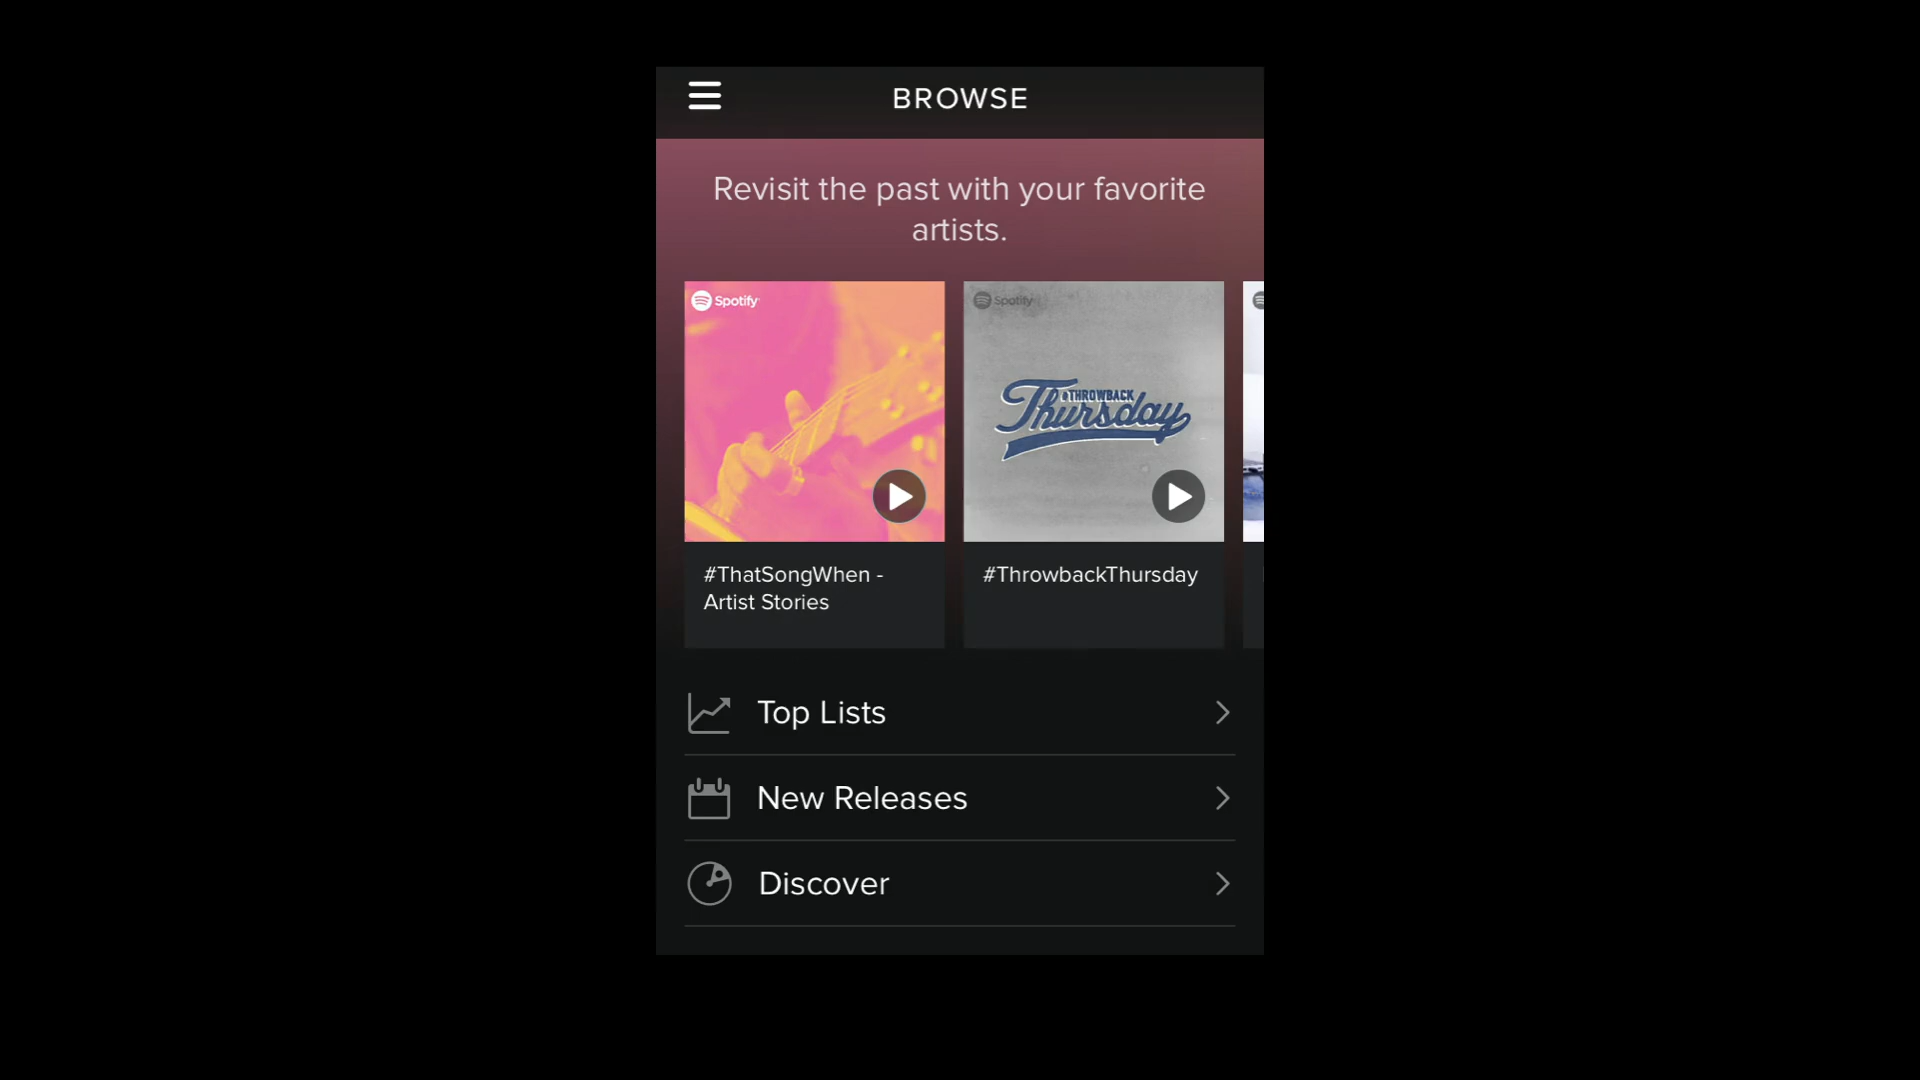 BROWSE
Revisit the past with your favorite
artists.
Spotify
Spotify
#THROWBACK
Thursday
#ThatSongWhen -
Artist Stories
#ThrowbackThursday
Top Lists
New Releases
Discover